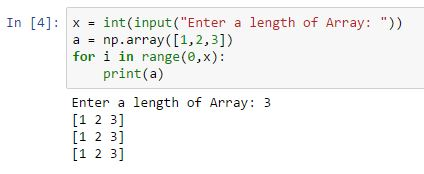 In [4]: x = int(input("Enter a length of Array: "))
a = np.array([1,2,3])
for i in range(0,x):
    print(a)
Enter a length of Array: 3
[1 2 3]
[1 2 3]
[1 2 3]